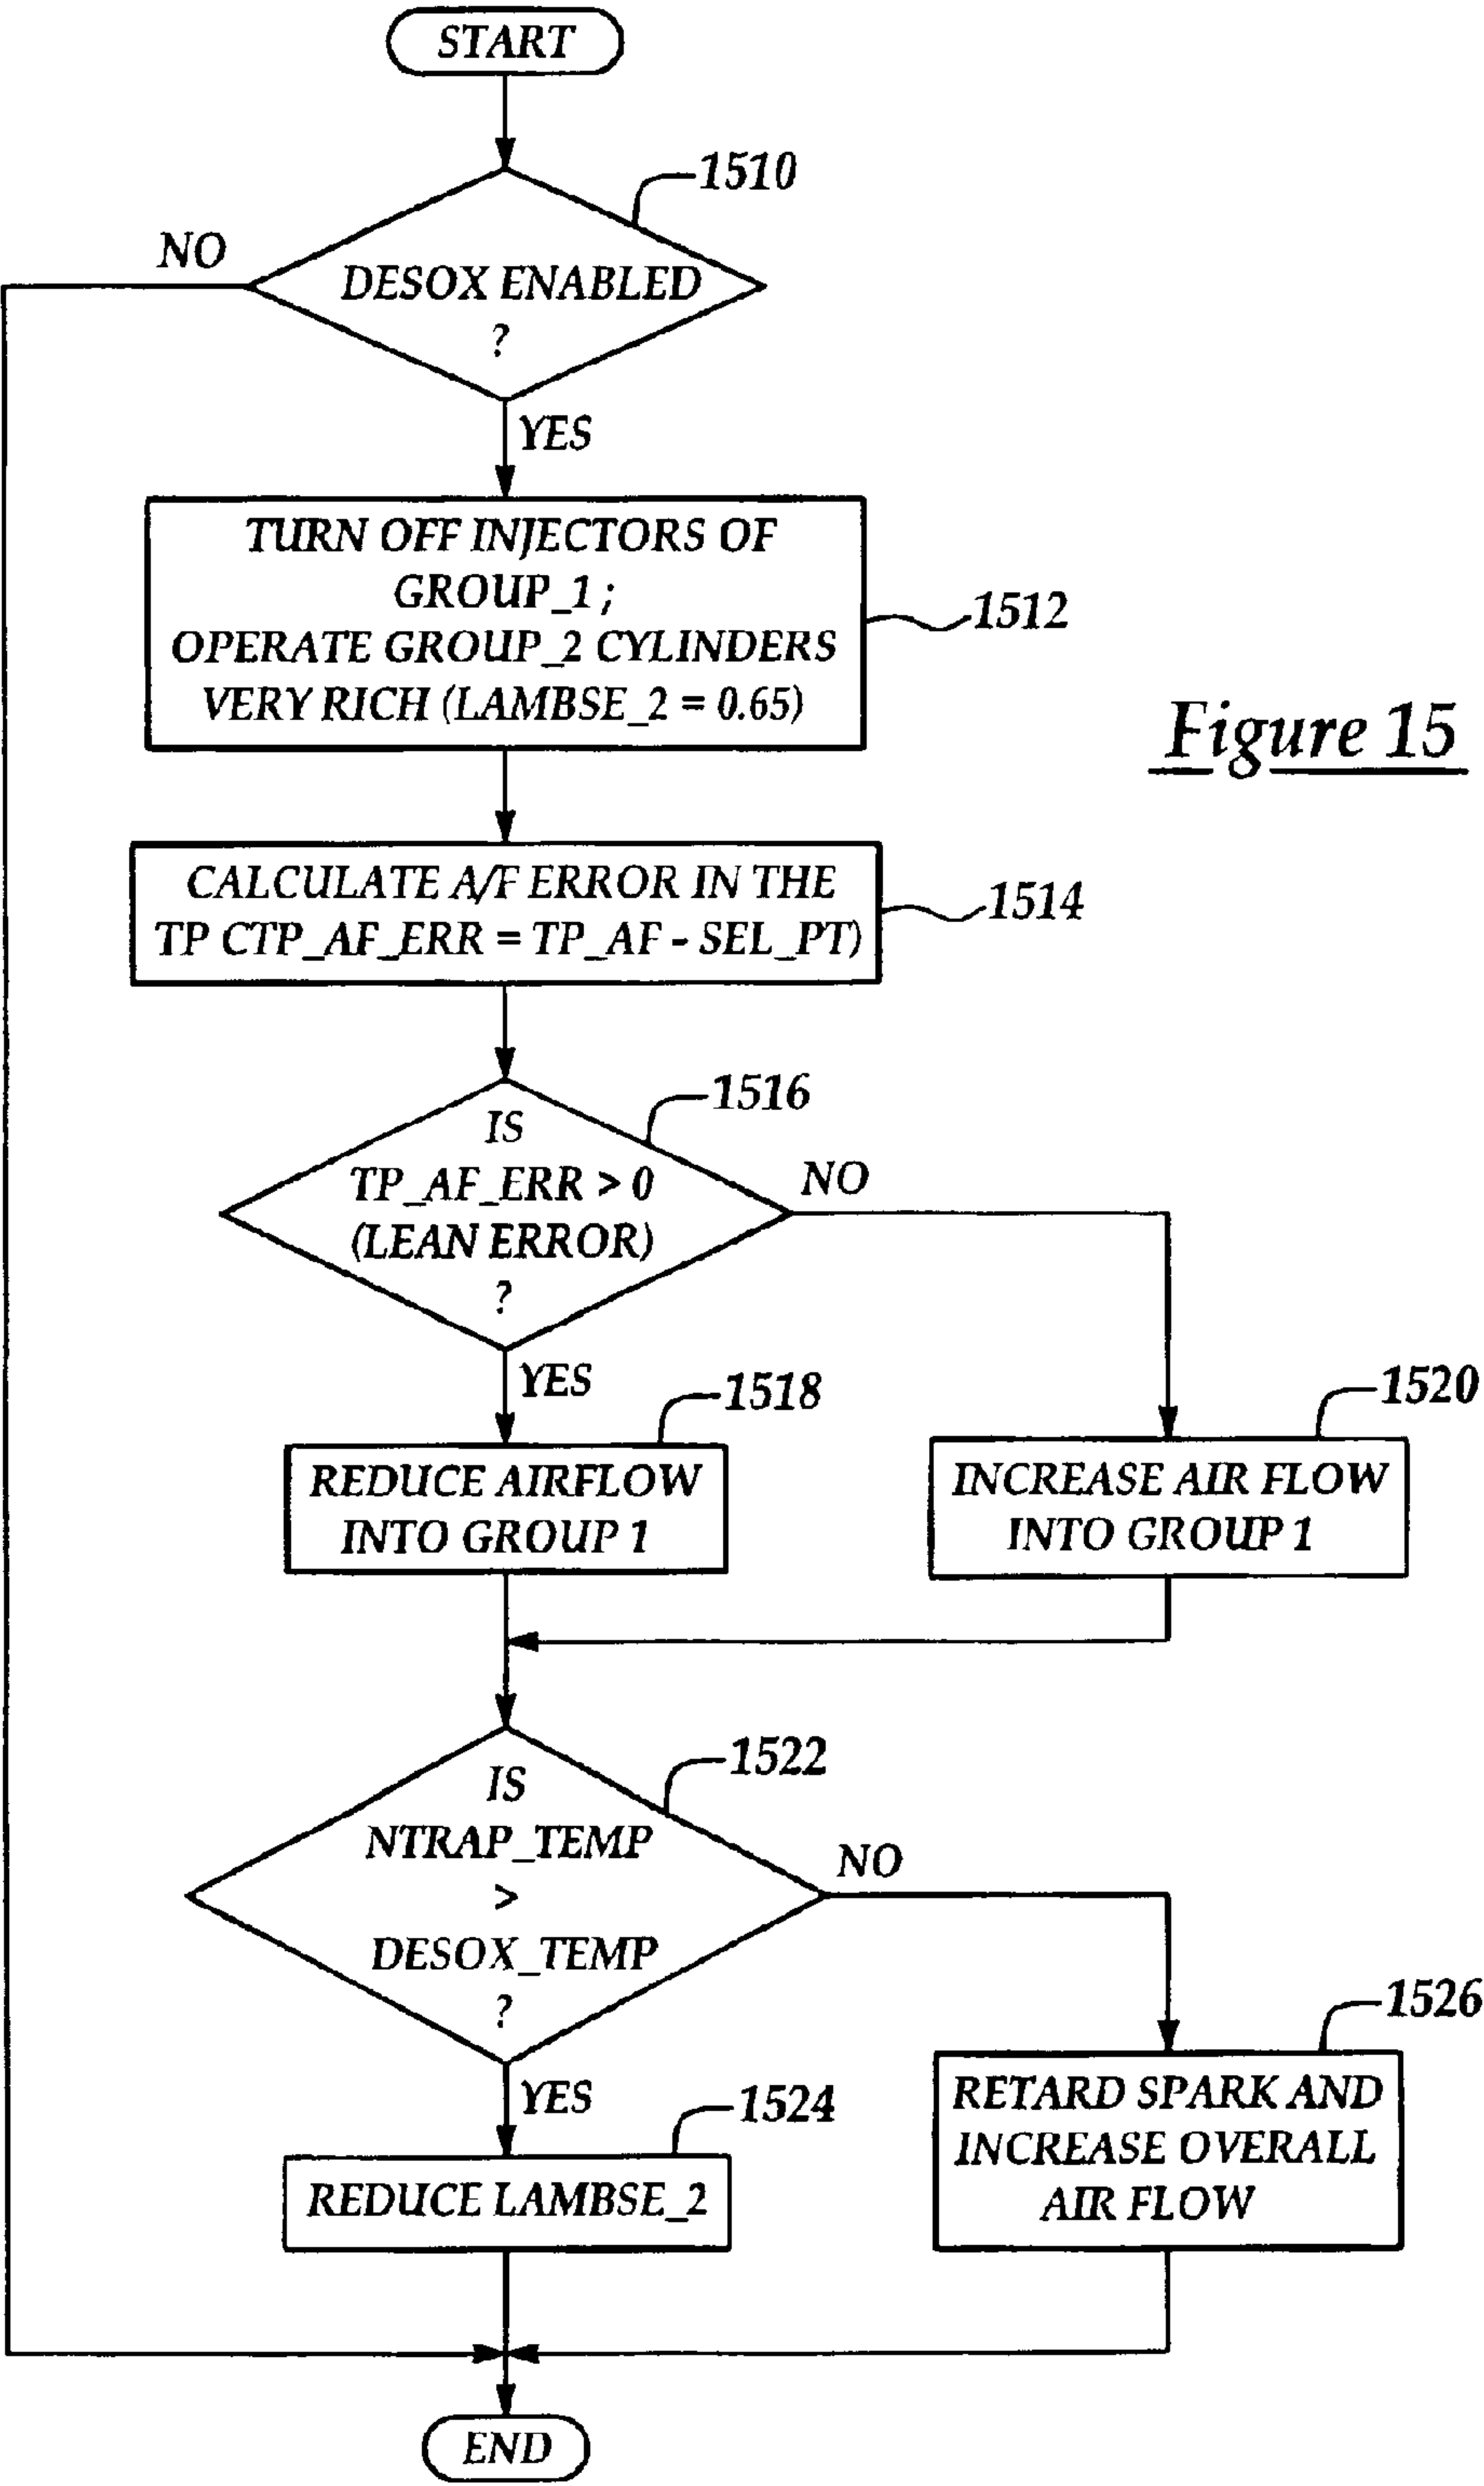 START
1510
NO
DESOX ENABLED
?
YES
TURN OFF INJECTORS OF
GROUP_1 ;
OPERATE GROUP_2 CYLINDERS
VERY RICH (LAMBSE_2 = 0.65)
1512
Figure 15
CALCULATE A/F ERROR IN THE
TP CTP_AF_ERR = TP_AF - SEL_PT)
1514
1516
IS
TP_AF_ERR > 0
(LEAN ERROR)
?
NO
YES
1518
REDUCE AIRFLOW
INTO GROUP 1
1520
INCREASE AIR FLOW
INTO GROUP 1
1522
IS
NTRAP_TEMP
>
DESOX_TEMP
?
NO
YES
1524
REDUCE LAMBSE_2
1526
RETARD SPARK AND
INCREASE OVERALL
AIR FLOW
END